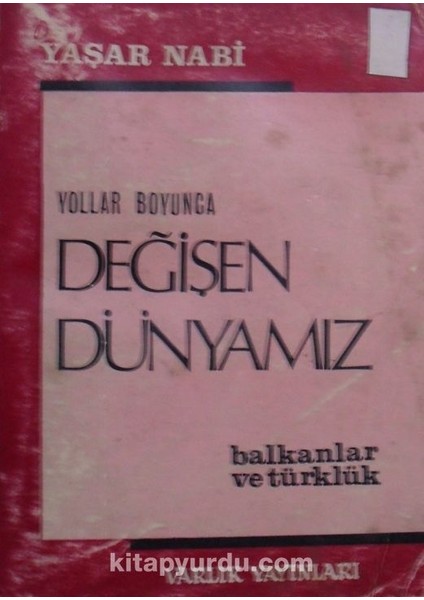 YAŞAR NABİ
YOLLAR BOYUNCA
DEĞİŞEN
DÜNYAMIZ
balkanlar
ve türklük
kitapyurdu.com
VARLIK YAYINLARI